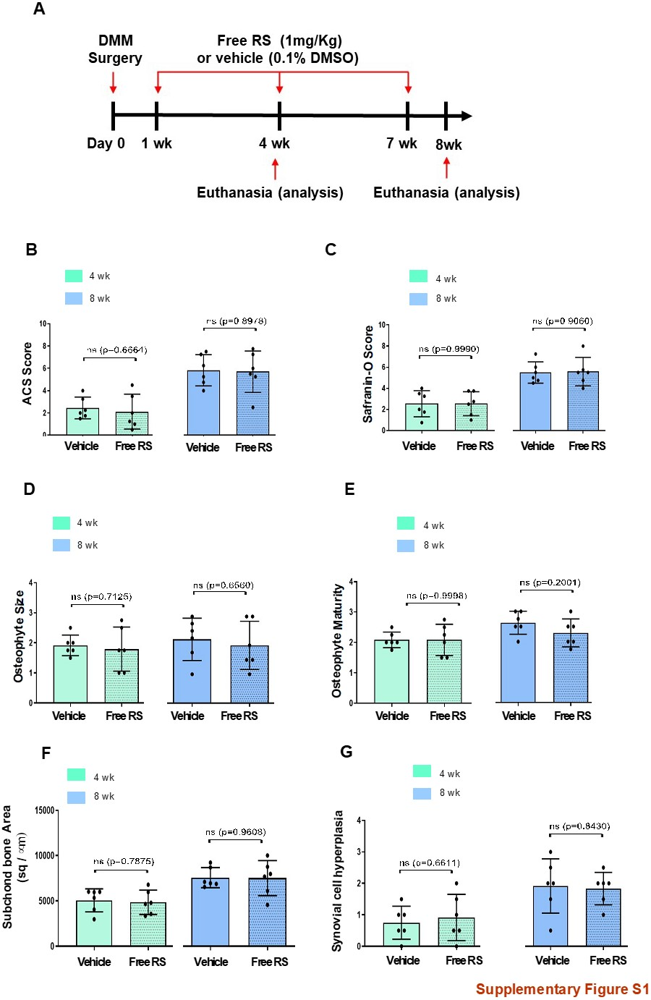 A
DMM
Surgery
Free RS (1mg/Kg)
or vehicle (0.1% DMSO)
Day 0
1 wk
4 wk
7 wk
8wk
Euthanasia (analysis)
Euthanasia (analysis)
B
4 wk
8 wk
ACS Score
10
8
6
4
2
0
ns (p=0.6664)
ns (p=0.8978)
Vehicle
Free RS
Vehicle
Free RS
C
4 wk
8 wk
Safranin-O Score
10
8
6
4
2
0
ns (p=0.9990)
ns (p=0.9060)
Vehicle
Free RS
Vehicle
Free RS
D
4 wk
8 wk
Osteophyte Size
4
3
2
1
0
ns (p=0.7125)
ns (p=0.6560)
Vehicle
Free RS
Vehicle
Free RS
E
4 wk
8 wk
Osteophyte Maturity
4
3
2
1
0
ns (p=0.9998)
ns (p=0.2001)
Vehicle
Free RS
Vehicle
Free RS
F
4 wk
8 wk
Subchond bone Area
(sq / αm)
15000
10000
5000
0
ns (p=0.7875)
ns (p=0.9608)
Vehicle
Free RS
Vehicle
Free RS
G
4 wk
8 wk
Synovial cell hyperplasia
4
3
2
1
0
ns (p=0.6611)
ns (p=0.8430)
Vehicle
Free RS
Vehicle
Free RS
Supplementary Figure S1